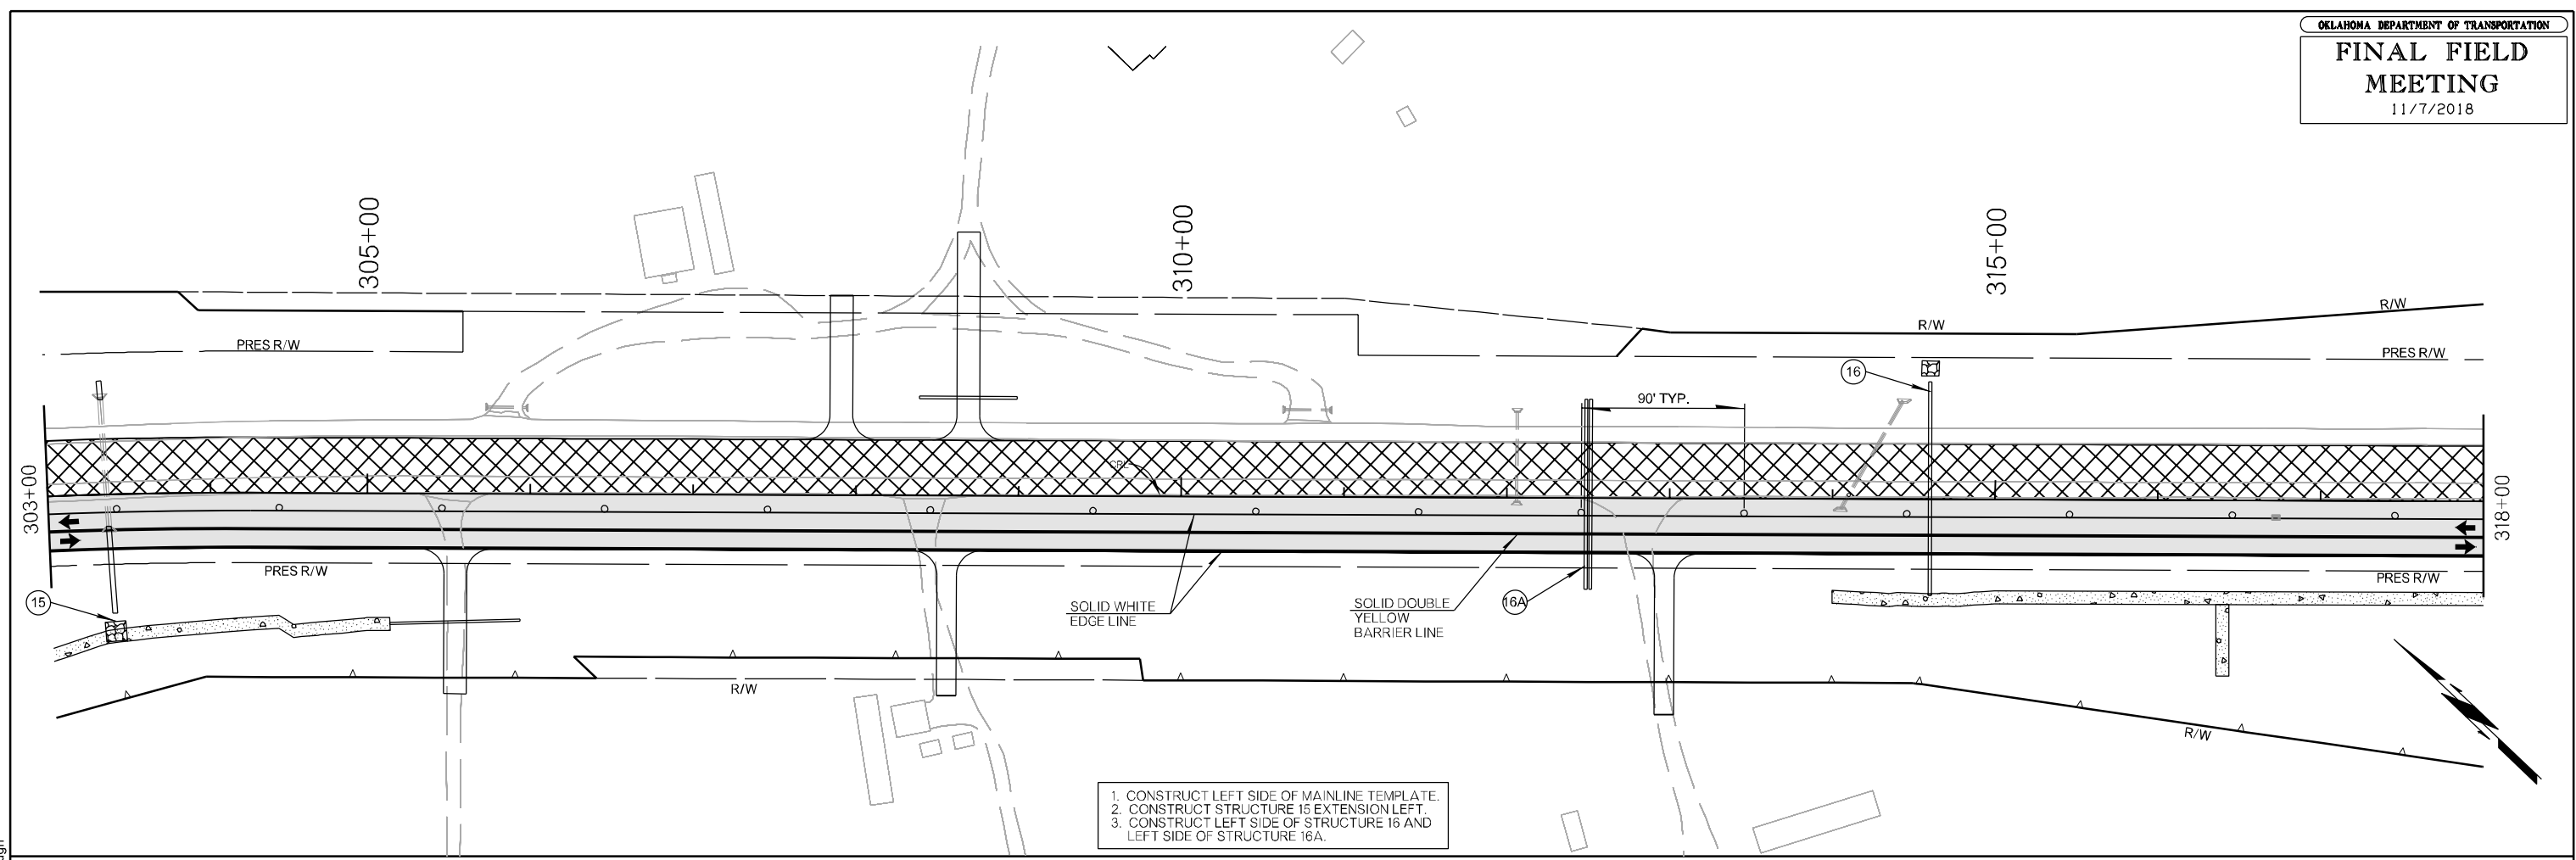 OKLAHOMA DEPARTMENT OF TRANSPORTATION
FINAL FIELD
MEETING
11/7/2018
305+00
310+00
315+00
R/W
R/W
PRES R/W
PRES R/W
16
90' TYP.
CRL
303+00
318+00
PRES R/W
PRES R/W
15
SOLID WHITE
EDGE LINE
SOLID DOUBLE
YELLOW
BARRIER LINE
16A
R/W
R/W
1. CONSTRUCT LEFT SIDE OF MAINLINE TEMPLATE.
2. CONSTRUCT STRUCTURE 15 EXTENSION LEFT.
3. CONSTRUCT LEFT SIDE OF STRUCTURE 16 AND
LEFT SIDE OF STRUCTURE 16A.